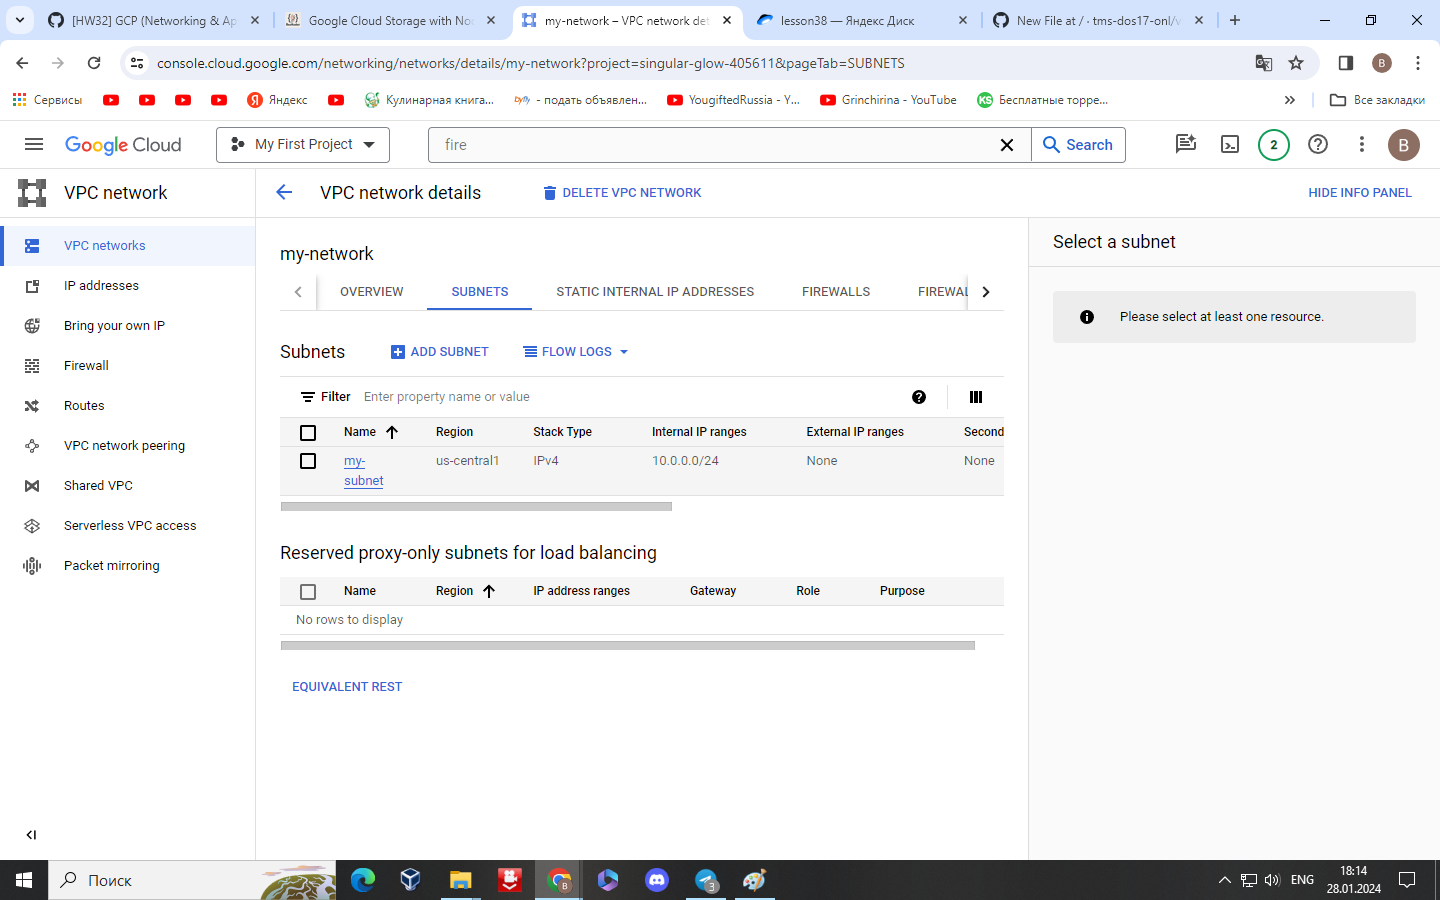 [HW32] GCP (Networking & Ap
Google Cloud Storage with Noc
my-network – VPC network det
lesson38 — Яндекс Диск
New File at / · tms-dos17-onl/v
console.cloud.google.com/networking/networks/details/my-network?project=singular-glow-405611&pageTab=SUBNETS
B
Сервисы
Яндекс
Кулинарная книга...
- подать объявлен...
YougiftedRussia - Y...
Grinchirina - YouTube
KS
Бесплатные торре...
Все закладки
Google Cloud
My First Project
fire
Search
2
B
VPC network
VPC network details
DELETE VPC NETWORK
HIDE INFO PANEL
VPC networks
IP addresses
Bring your own IP
Firewall
Routes
VPC network peering
Shared VPC
Serverless VPC access
Packet mirroring
my-network
OVERVIEW
SUBNETS
STATIC INTERNAL IP ADDRESSES
FIREWALLS
FIREWAL
Subnets
ADD SUBNET
FLOW LOGS
Filter Enter property name or value
Name Region Stack Type Internal IP ranges External IP ranges Second
my- us-central1 IPv4 10.0.0.0/24 None None
subnet
Reserved proxy-only subnets for load balancing
Name Region IP address ranges Gateway Role Purpose
No rows to display
EQUIVALENT REST
Select a subnet
Please select at least one resource.
Поиск
B
3
ENG
18:14
28.01.2024